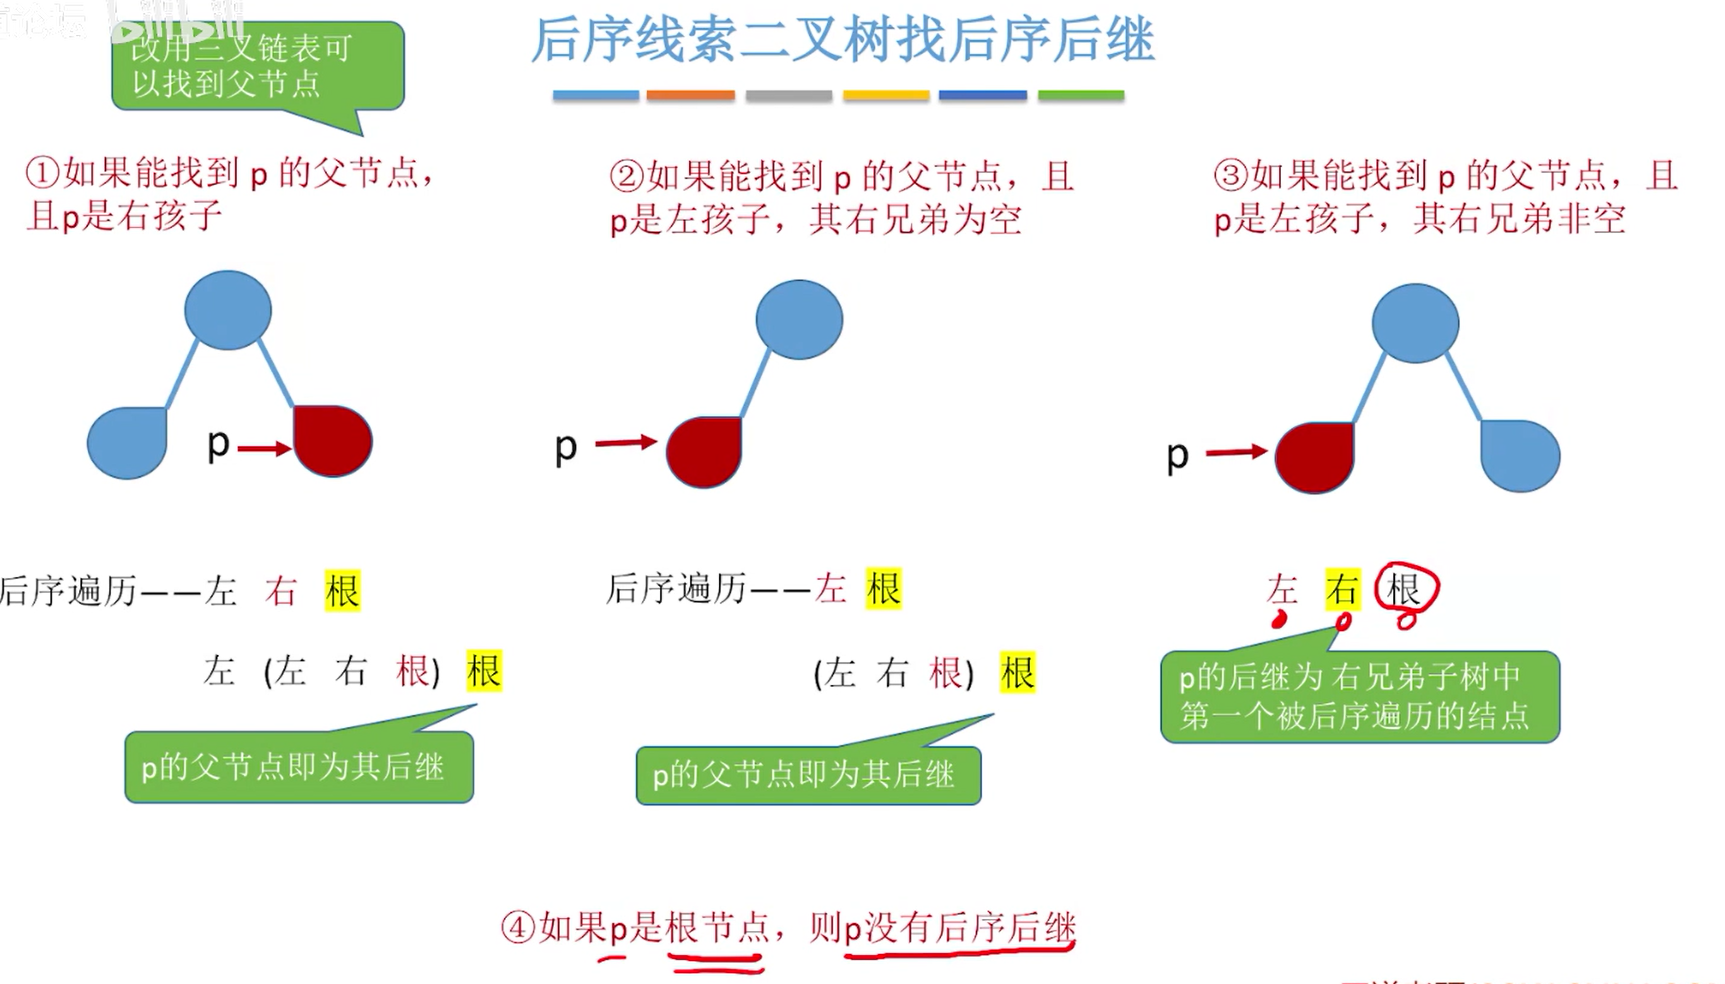 bilibili
后序线索二叉树找后序后继
改用三叉链表可
以找到父节点
①如果能找到 p 的父节点，
且p是右孩子
②如果能找到 p 的父节点，且
p是左孩子，其右兄弟为空
③如果能找到 p 的父节点，且
p是左孩子，其右兄弟非空
p
p
p
后序遍历——左 右 根
左 (左 右 根) 根
p的父节点即为其后继
后序遍历——左 根
(左 右 根) 根
p的父节点即为其后继
左 右 根
p的后继为 右兄弟子树中
第一个被后序遍历的结点
④如果p是根节点，则p没有后序后继